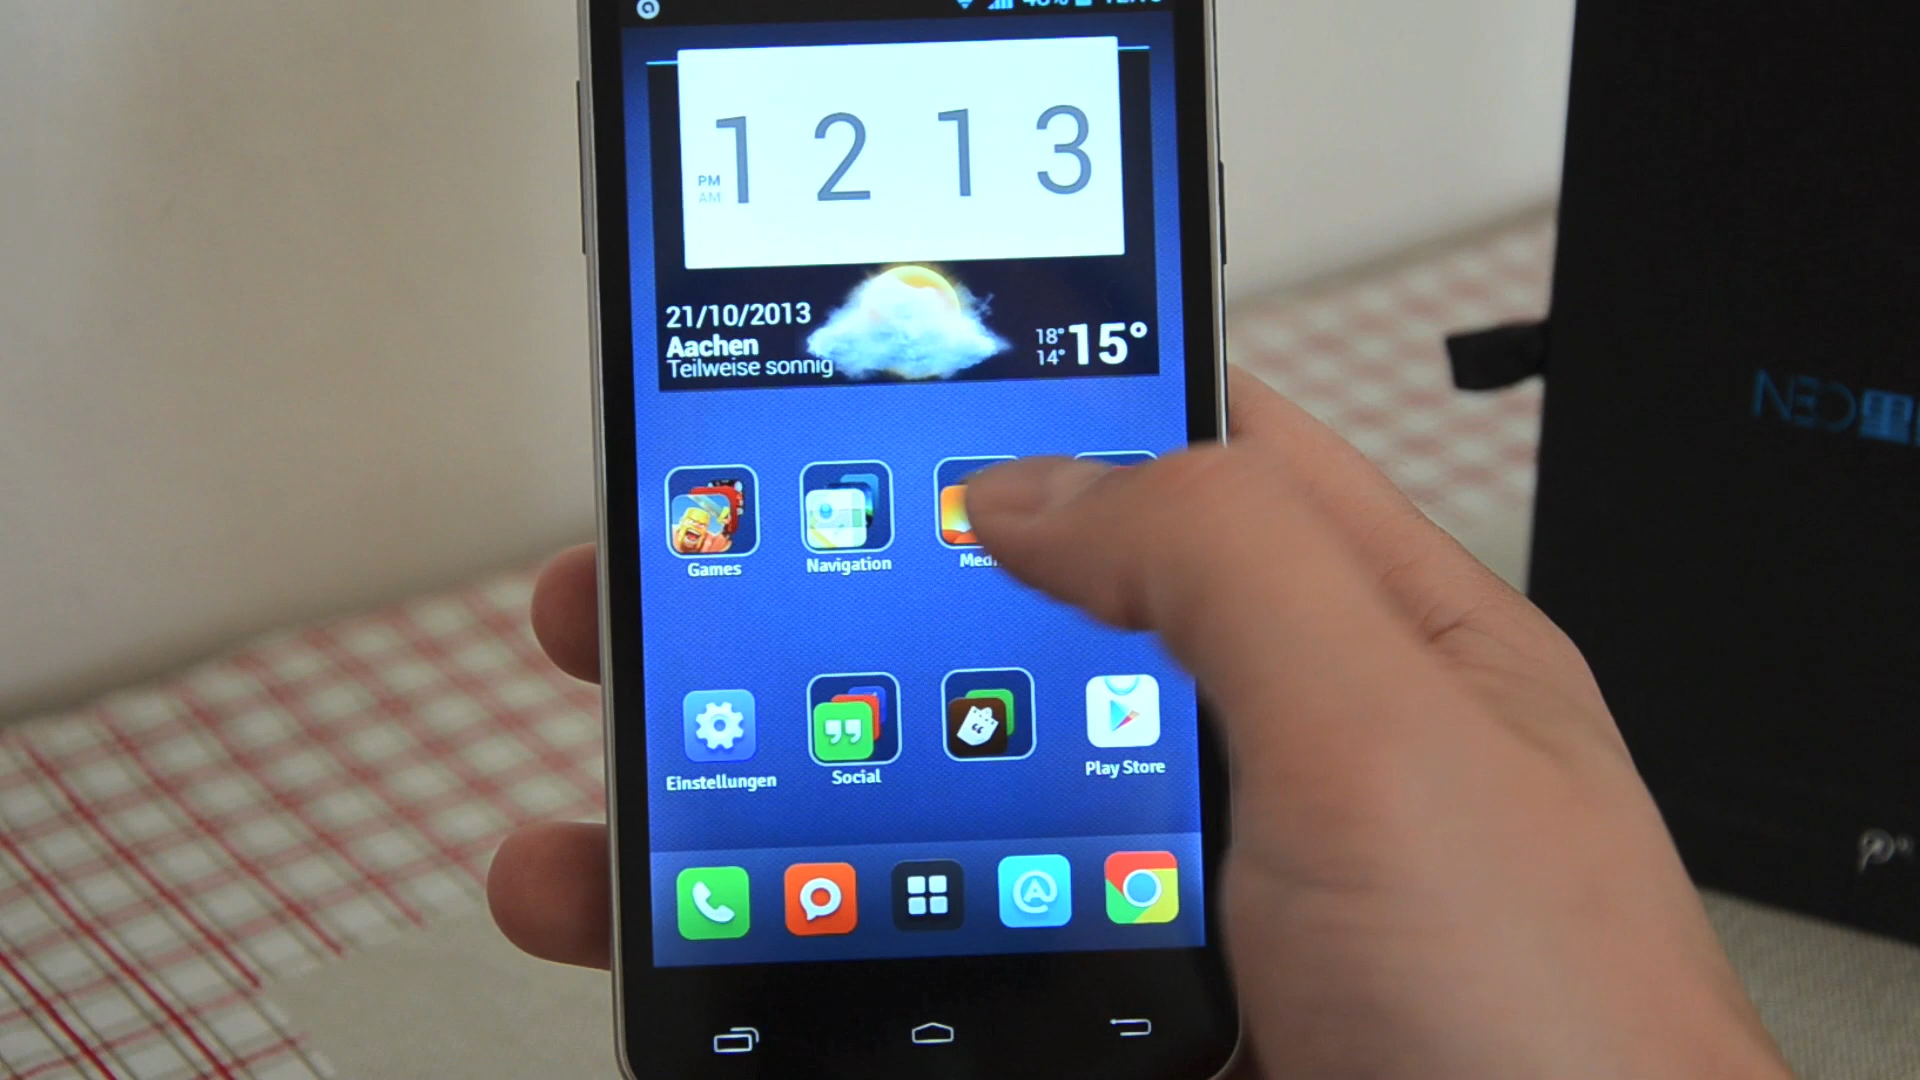 1 2 1 3
PM
AM
21/10/2013
Aachen
Teilweise sonnig
18°
14°
15°
Games
Navigation
Einstellungen
Social
Play Store
NEO